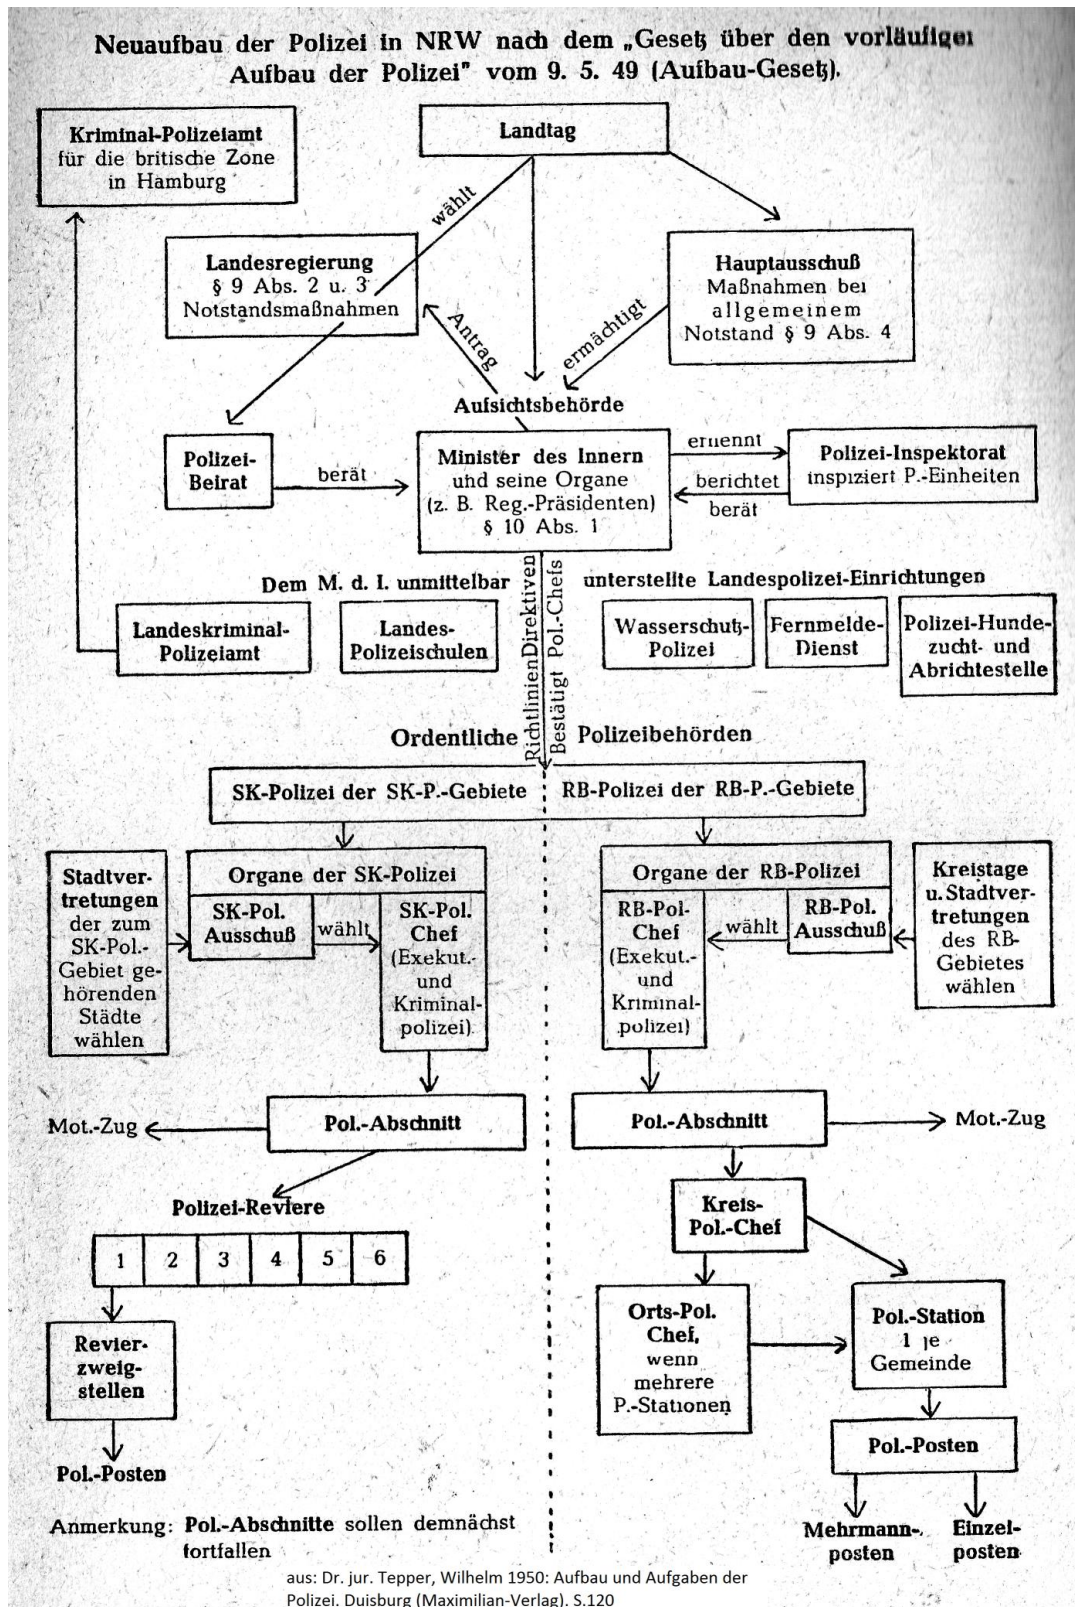 Neuaufbau der Polizei in NRW nach dem „Gesetz über den vorläufigen
Aufbau der Polizei" vom 9. 5. 49 (Aufbau-Gesetz).
Kriminal-Polizeiamt
für die britische Zone
in Hamburg
Landtag
wählt
Landesregierung
§ 9 Abs. 2 u. 3
Notstandsmaßnahmen
Hauptausschuß
Maßnahmen bei
allgemeinem
Notstand § 9 Abs. 4
Antrag
ermächtigt
Aufsichtsbehörde
Polizei-
Beirat
berät
Minister des Innern
und seine Organe
(z. B. Reg.-Präsidenten)
§ 10 Abs. 1
ernennt
berichtet
berät
Polizei-Inspektorat
inspiziert P.-Einheiten
Dem M. d. I. unmittelbar
unterstellte Landespolizei-Einrichtungen
Richtlinien Direktiven
Bestätigt Pol.-Chefs
Landeskriminal-
Polizeiamt
Landes-
Polizeischulen
Wasserschutz-
Polizei
Fernmelde-
Dienst
Polizei-Hunde-
zucht- und
Abrichtestelle
Ordentliche
Polizeibehörden
SK-Polizei der SK-P.-Gebiete
RB-Polizei der RB-P.-Gebiete
Stadtver-
tretungen
der zum
SK-Pol.-
Gebiet ge-
hörenden
Städte
wählen
Organe der SK-Polizei
SK-Pol.
Ausschuß
wählt
SK-Pol.
Chef
(Exekut.-
und
Kriminal-
polizei).
Organe der RB-Polizei
RB-Pol-
Chef
(Exekut.-
und
Kriminal-
polizei)
wählt
RB-Pol.
Ausschuß
Kreistage
u. Stadtver-
tretungen
des RB-
Gebietes
wählen
Mot.-Zug
Pol.-Abschnitt
Pol.-Abschnitt
Mot.-Zug
Polizei-Reviere
1 2 3 4 5 6
Revier-
zweig-
stellen
Pol.-Posten
Kreis-
Pol.-Chef
Orts-Pol.
Chef,
wenn
mehrere
P.-Stationen
Pol.-Station
1 je
Gemeinde
Pol.-Posten
Mehrmann-
posten
Einzel-
posten
Anmerkung: Pol.-Abschnitte sollen demnächst
fortfallen
aus: Dr. jur. Tepper, Wilhelm 1950: Aufbau und Aufgaben der
Polizei. Duisburg (Maximilian-Verlag). S.120